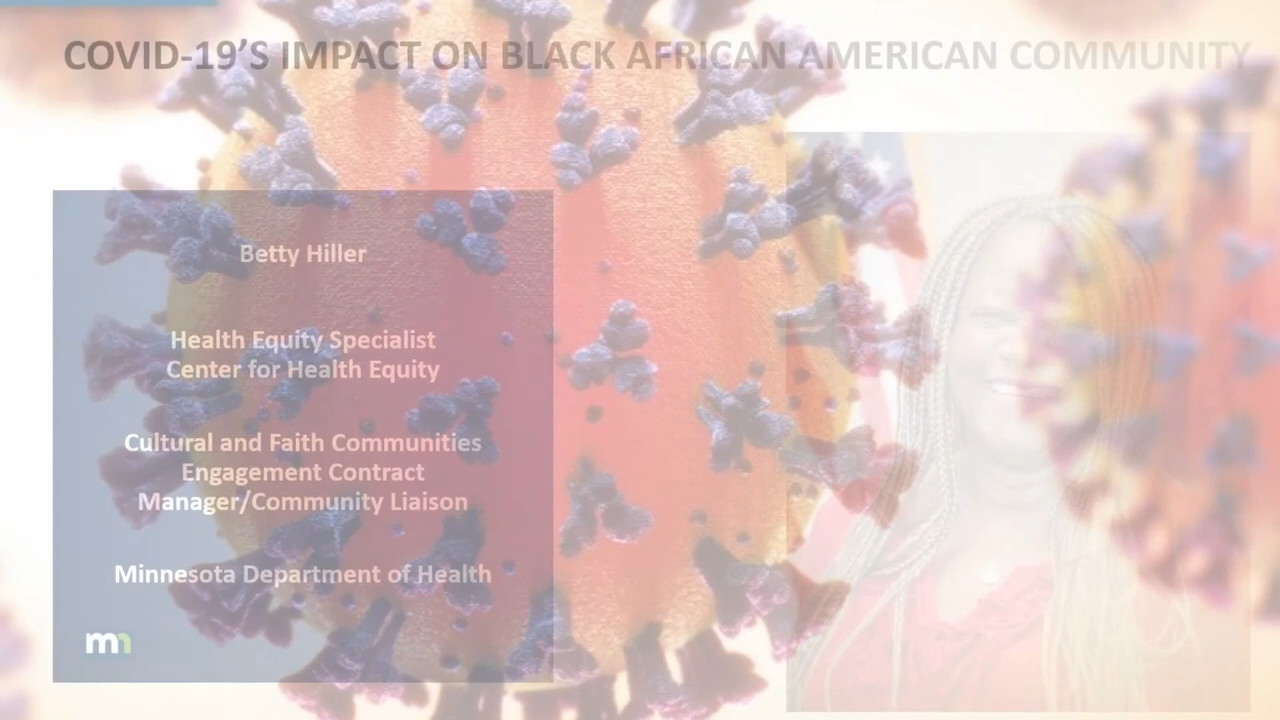 COVID-19'S IMPACT ON BLACK AFRICAN AMERICAN COMMUNITY
Betty Hiller
Health Equity Specialist
Center for Health Equity
Cultural and Faith Communities
Engagement Contract
Manager/Community Liaison
Minnesota Department of Health
mn